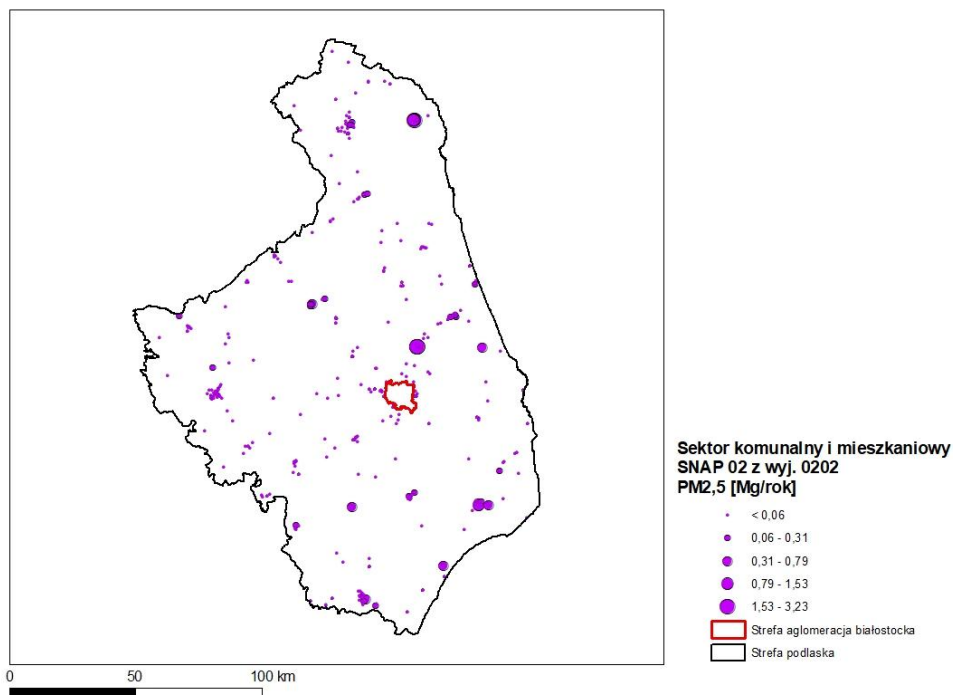 Sektor komunalny i mieszkaniowy
SNAP 02 z wyj. 0202
PM2,5 [Mg/rok]
< 0,06
0,06 - 0,31
0,31 - 0,79
0,79 - 1,53
1,53 - 3,23
Strefa aglomeracja białostocka
Strefa podlaska
0 50 100 km